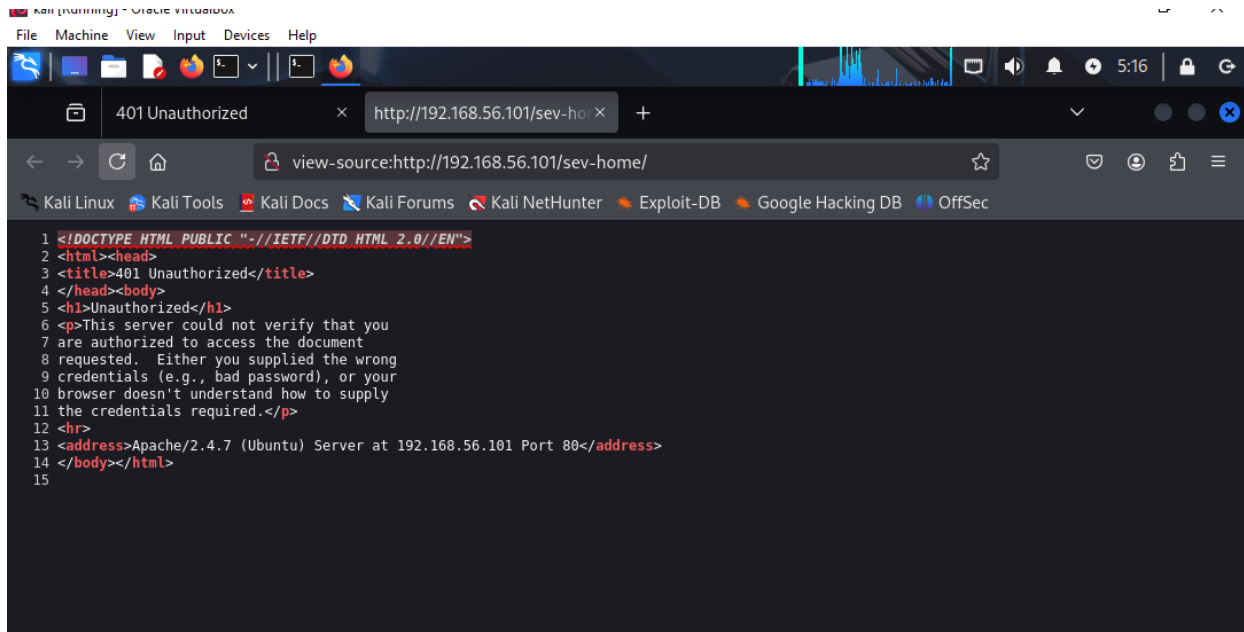 kali [Running] - Oracle VirtualBox
File Machine View Input Devices Help
5:16
401 Unauthorized
http://192.168.56.101/sev-ho
view-source:http://192.168.56.101/sev-home/
Kali Linux Kali Tools Kali Docs Kali Forums Kali NetHunter Exploit-DB Google Hacking DB OffSec
1 <!DOCTYPE HTML PUBLIC "-//IETF//DTD HTML 2.0//EN">
2 <html><head>
3 <title>401 Unauthorized</title>
4 </head><body>
5 <h1>Unauthorized</h1>
6 <p>This server could not verify that you
7 are authorized to access the document
8 requested.  Either you supplied the wrong
9 credentials (e.g., bad password), or your
10 browser doesn't understand how to supply
11 the credentials required.</p>
12 <hr>
13 <address>Apache/2.4.7 (Ubuntu) Server at 192.168.56.101 Port 80</address>
14 </body></html>
15